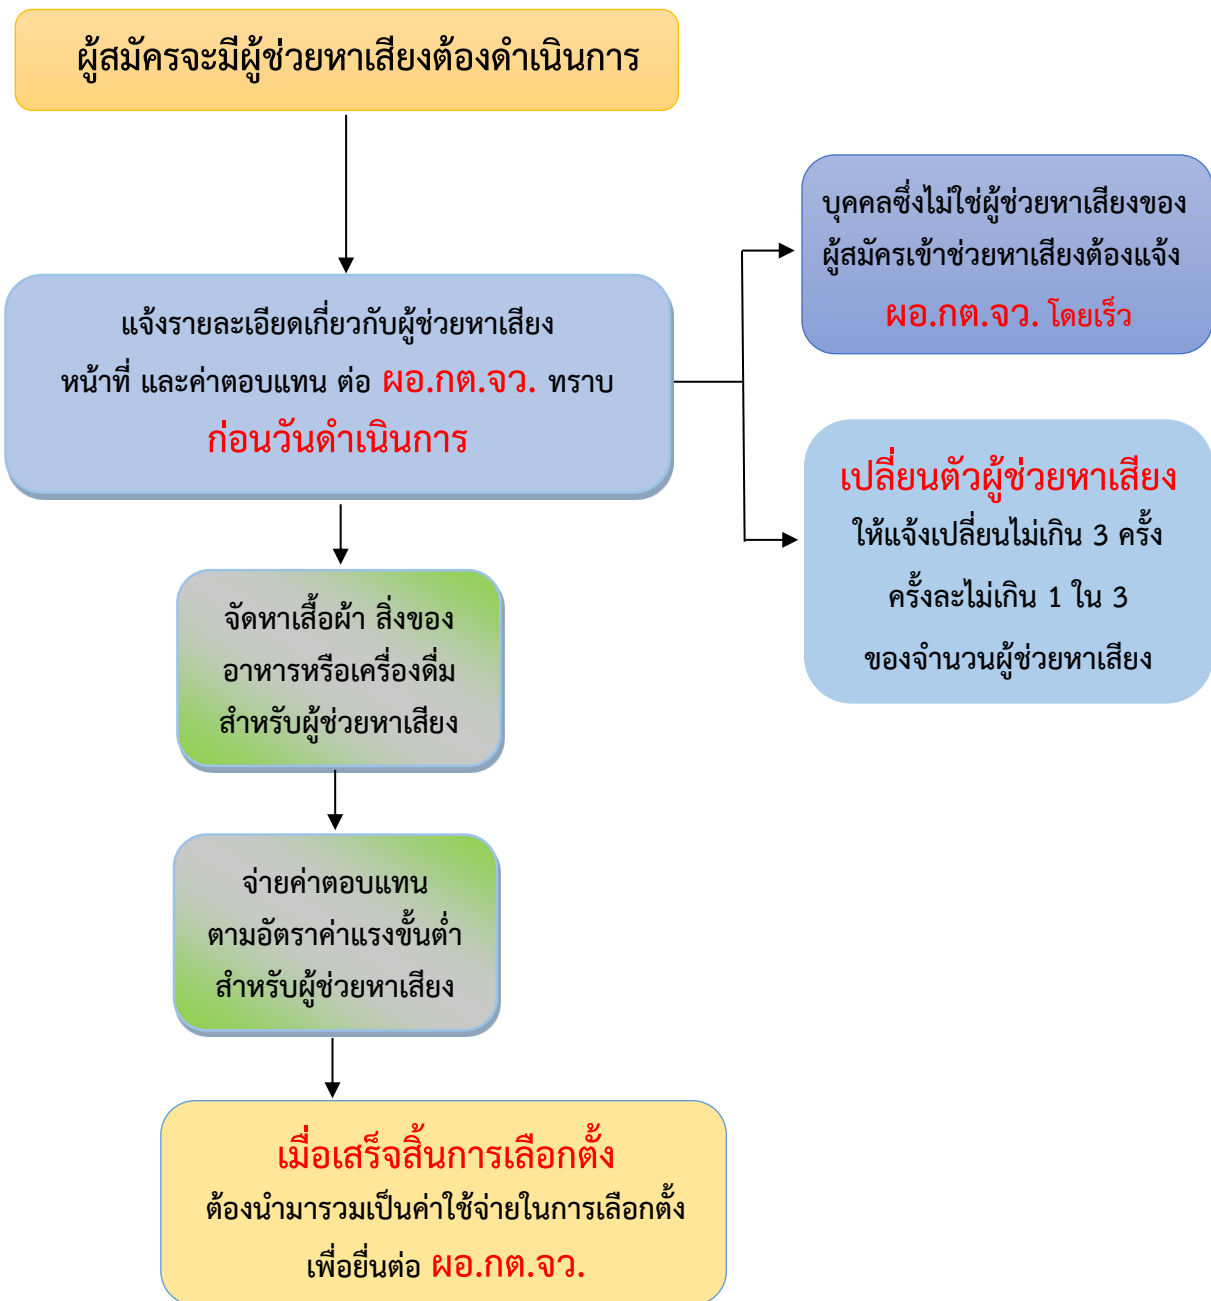 ผู้สมัครจะมีผู้ช่วยหาเสียงต้องดำเนินการ
บุคคลซึ่งไม่ใช่ผู้ช่วยหาเสียงของ
ผู้สมัครเข้าช่วยหาเสียงต้องแจ้ง
ผอ.กต.จว. โดยเร็ว
แจ้งรายละเอียดเกี่ยวกับผู้ช่วยหาเสียง
หน้าที่ และค่าตอบแทน ต่อ ผอ.กต.จว. ทราบ
ก่อนวันดำเนินการ
เปลี่ยนตัวผู้ช่วยหาเสียง
ให้แจ้งเปลี่ยนไม่เกิน 3 ครั้ง
ครั้งละไม่เกิน 1 ใน 3
ของจำนวนผู้ช่วยหาเสียง
จัดหาเสื้อผ้า สิ่งของ
อาหารหรือเครื่องดื่ม
สำหรับผู้ช่วยหาเสียง
จ่ายค่าตอบแทน
ตามอัตราค่าแรงขั้นต่ำ
สำหรับผู้ช่วยหาเสียง
เมื่อเสร็จสิ้นการเลือกตั้ง
ต้องนำมารวมเป็นค่าใช้จ่ายในการเลือกตั้ง
เพื่อยื่นต่อ ผอ.กต.จว.